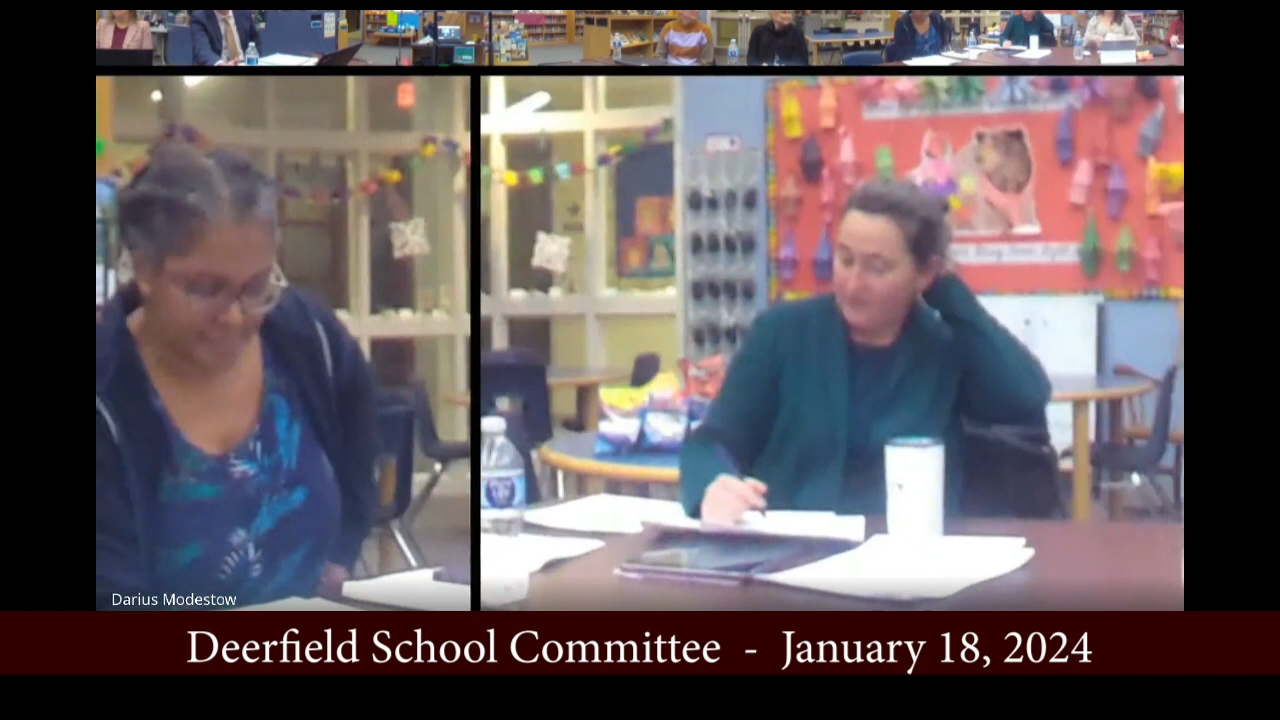 Darius Modestow
Deerfield School Committee - January 18, 2024